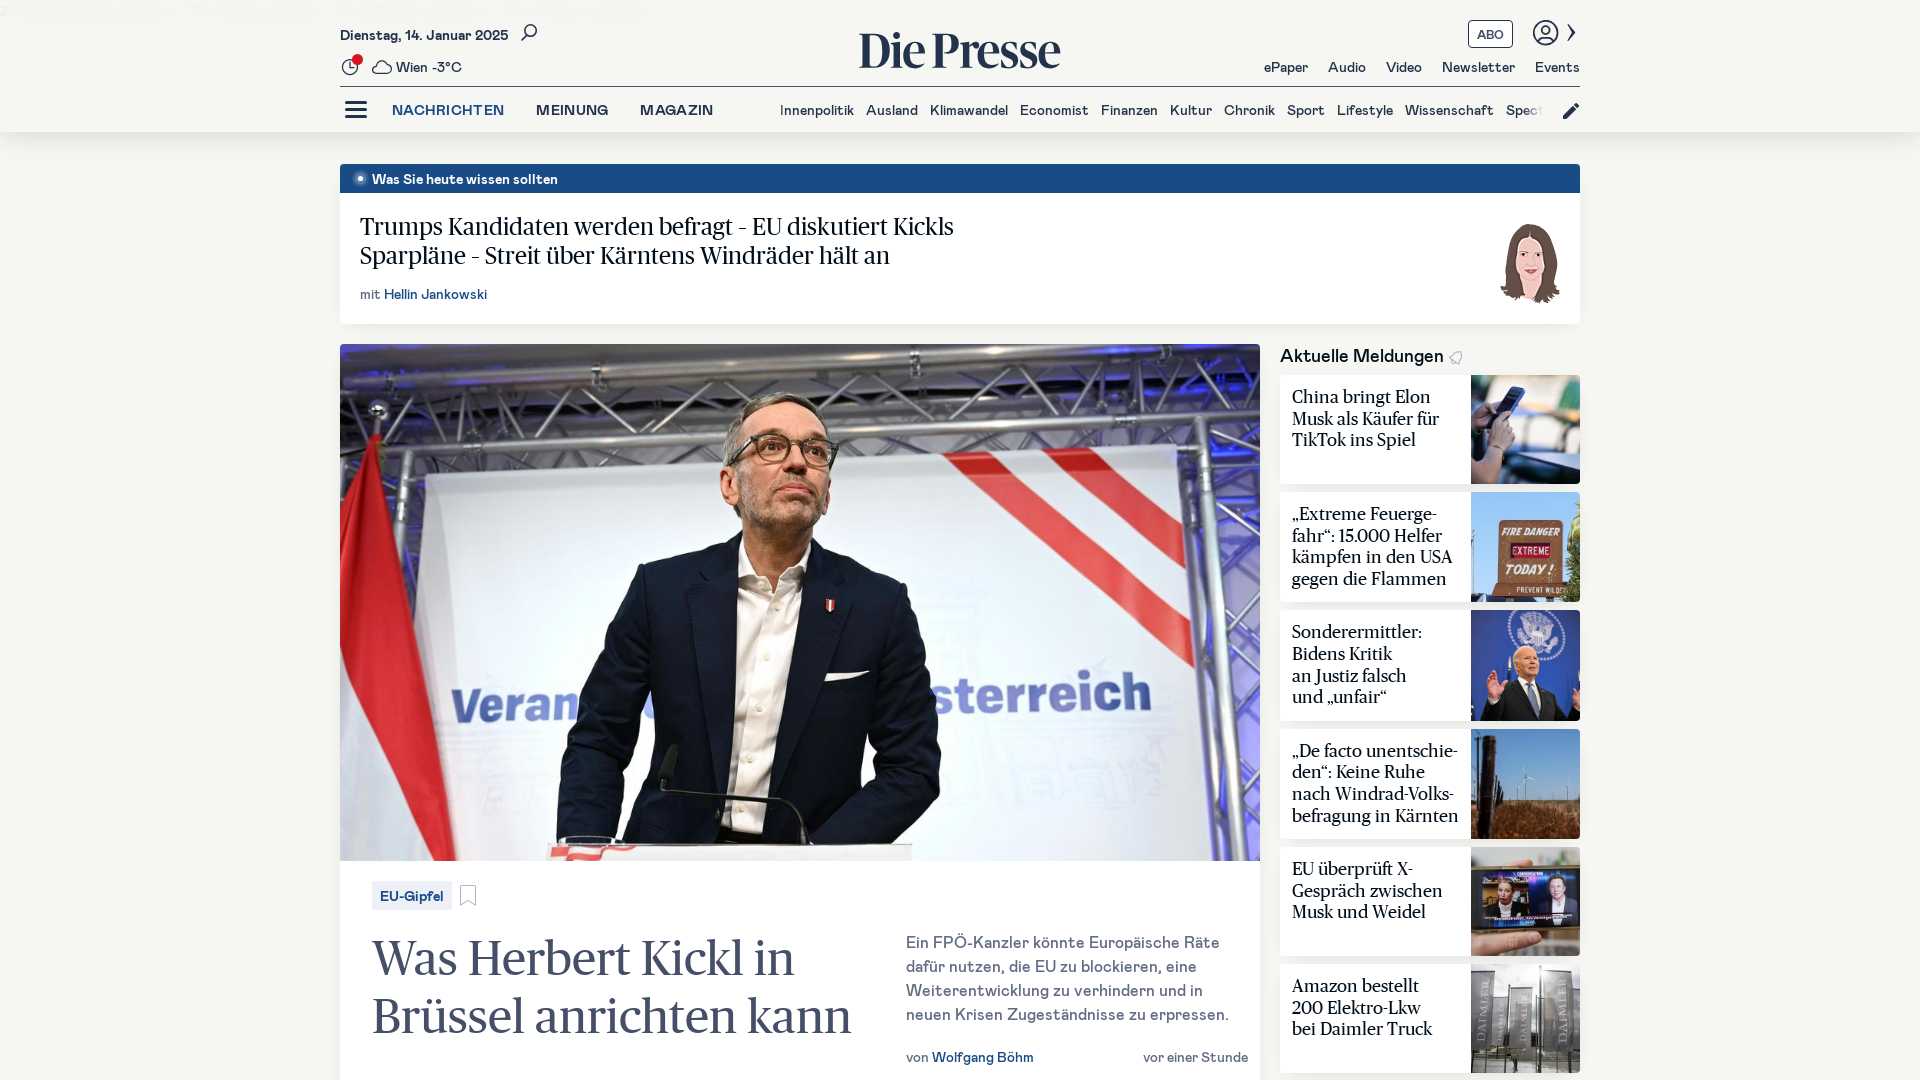 Dienstag, 14. Januar 2025
Die Presse
ABO
Wien -3°C
ePaper Audio Video Newsletter Events
NACHRICHTEN MEINUNG MAGAZIN
Innenpolitik Ausland Klimawandel Economist Finanzen Kultur Chronik Sport Lifestyle Wissenschaft
Was Sie heute wissen sollten
Trumps Kandidaten werden befragt – EU diskutiert Kickls
Sparpläne – Streit über Kärntens Windräder hält an
mit Hellin Jankowski
sterreich
EU-Gipfel
Was Herbert Kickl in
Brüssel anrichten kann
Ein FPÖ-Kanzler könnte Europäische Räte
dafür nutzen, die EU zu blockieren, eine
Weiterentwicklung zu verhindern und in
neuen Krisen Zugeständnisse zu erpressen.
von Wolfgang Böhm
vor einer Stunde
Aktuelle Meldungen
China bringt Elon
Musk als Käufer für
TikTok ins Spiel
„Extreme Feuerge-
fahr“: 15.000 Helfer
kämpfen in den USA
gegen die Flammen
FIRE DANGER
EXTREME
TODAY!
PREVENT
Sonderermittler:
Bidens Kritik
an Justiz falsch
und „unfair“
„De facto unentschie-
den“: Keine Ruhe
nach Windrad-Volks-
befragung in Kärnten
EU überprüft X-
Gespräch zwischen
Musk und Weidel
Amazon bestellt
200 Elektro-Lkw
bei Daimler Truck
DAIMLER
DAIMLER
DAIMLER